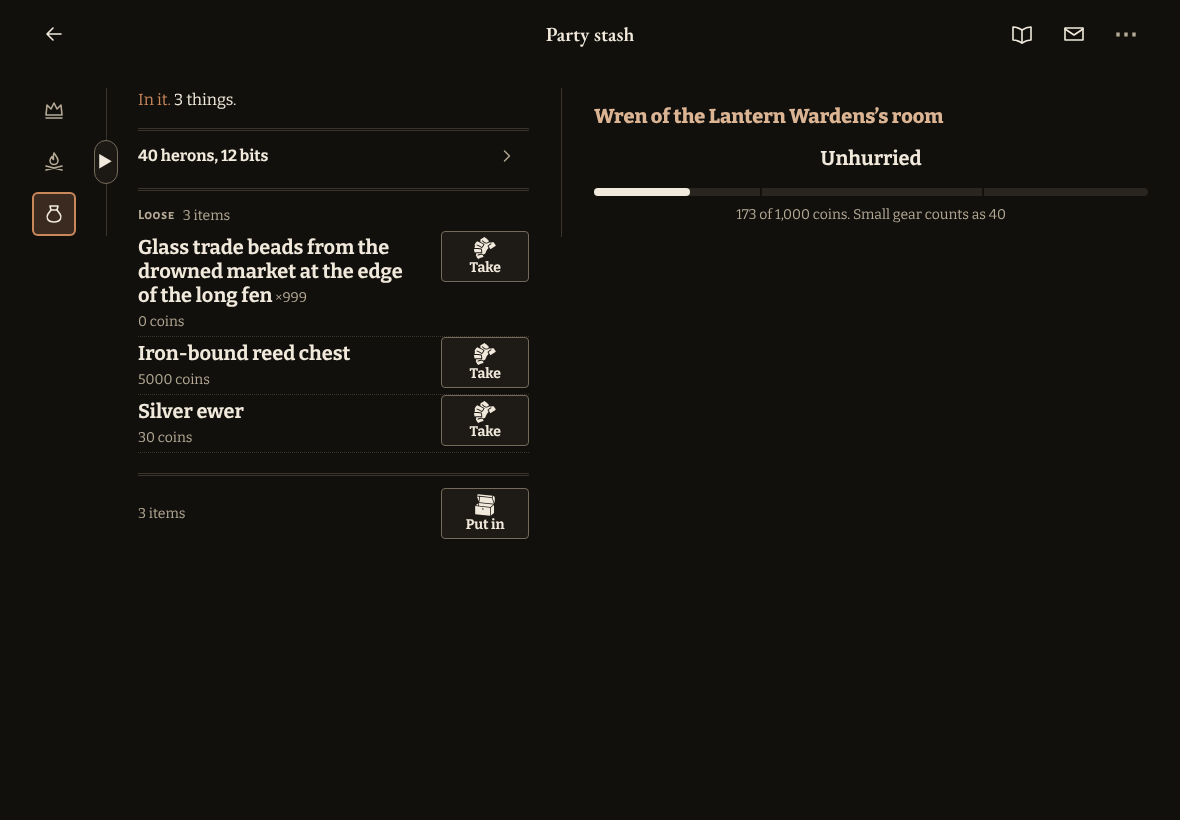 Party stash
In it. 3 things.
40 herons, 12 bits
Loose 3 items
Glass trade beads from the
drowned market at the edge
of the long fen ×999
0 coins
Take
Iron-bound reed chest
5000 coins
Take
Silver ewer
30 coins
Take
3 items
Put in
Wren of the Lantern Wardens’s room
Unhurried
173 of 1,000 coins. Small gear counts as 40